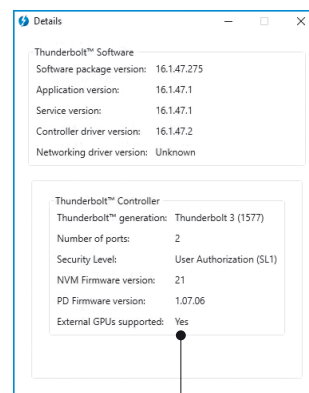 Details
Thunderbolt™ Software
Software package version: 16.1.47.275
Application version: 16.1.47.1
Service version: 16.1.47.1
Controller driver version: 16.1.47.2
Networking driver version: Unknown
Thunderbolt™ Controller
Thunderbolt™ generation: Thunderbolt 3 (1577)
Number of ports: 2
Security Level: User Authorization (SL1)
NVM Firmware version: 21
PD Firmware version: 1.07.06
External GPUs supported: Yes